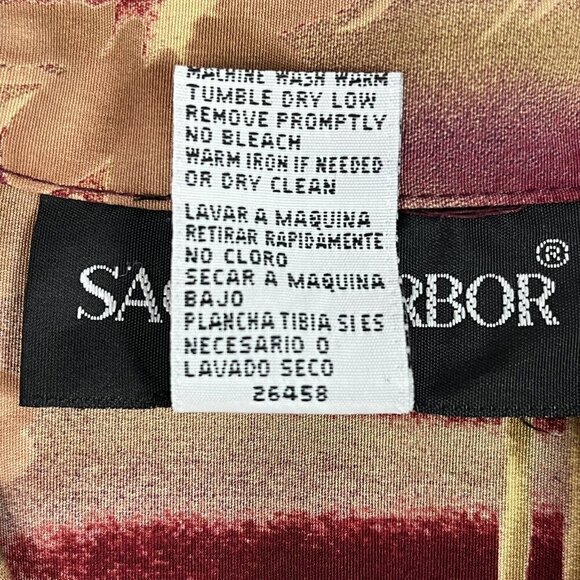 MACHINE WASH WARM
TUMBLE DRY LOW
REMOVE PROMPTLY
NO BLEACH
WARM IRON IF NEEDED
OR DRY CLEAN
LAVAR A MAQUINA
RETIRAR RAPIDAMENTE
NO CLORO
SECAR A MAQUINA
BAJO
PLANCHA TIBIA SI ES
NECESARIO O
LAVADO SECO
26458
SA RBOR ®